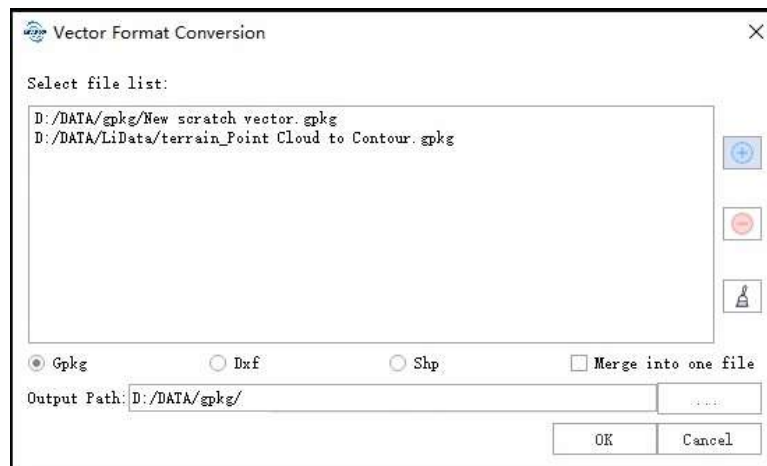 Vector Format Conversion
Select file list:
D:/DATA/gpkg/New scratch vector.gpkg
D:/DATA/LiData/terrain_Point Cloud to Contour.gpkg
Gpkg Dxf Shp Merge into one file
Output Path: D:/DATA/gpkg/ ...
OK Cancel